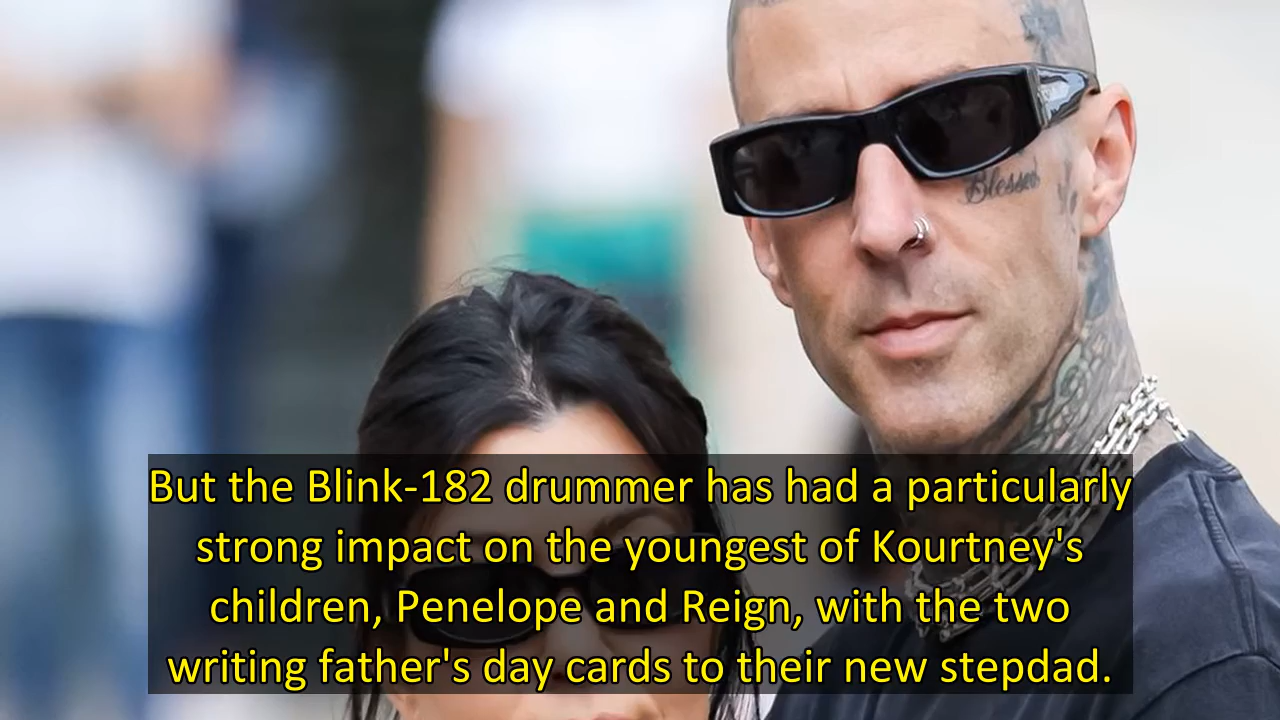 Blessed
But the Blink-182 drummer has had a particularly
strong impact on the youngest of Kourtney's
children, Penelope and Reign, with the two
writing father's day cards to their new stepdad.